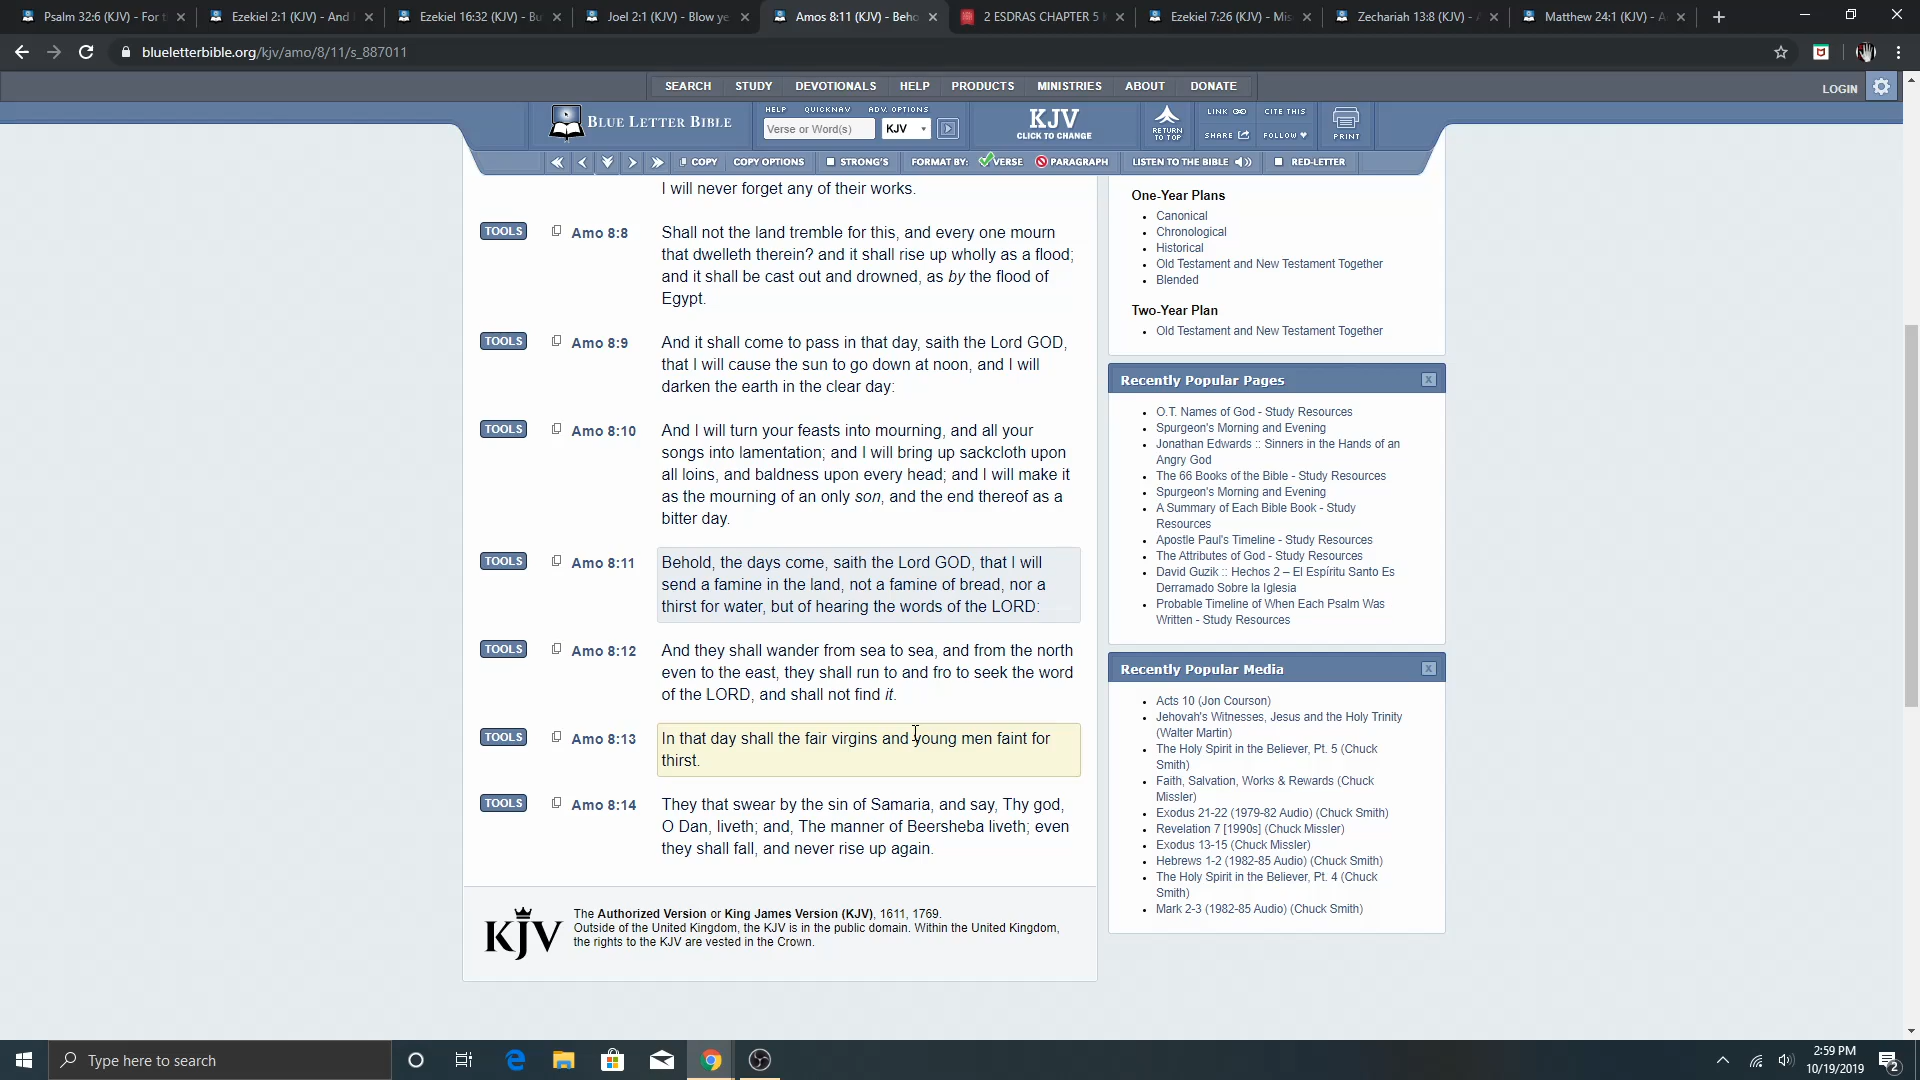 Psalm 32:6 (KJV) - For t
Ezekiel 2:1 (KJV) - And
Ezekiel 16:32 (KJV) - Bu
Joel 2:1 (KJV) - Blow ye
Amos 8:11 (KJV) - Beho
2 ESDRAS CHAPTER 5
Ezekiel 7:26 (KJV) - Mis
Zechariah 13:8 (KJV) -
Matthew 24:1 (KJV) - A
blueletterbible.org/kjv/amo/8/11/s_887011
SEARCH STUDY DEVOTIONALS HELP PRODUCTS MINISTRIES ABOUT DONATE
LOGIN
BLUE LETTER BIBLE
HELP QUICKNAV ADV. OPTIONS
Verse or Word(s) KJV
KJV
CLICK TO CHANGE
RETURN
TO TOP
LINK CITE THIS
SHARE FOLLOW
PRINT
COPY COPY OPTIONS STRONG'S FORMAT BY: VERSE PARAGRAPH LISTEN TO THE BIBLE RED-LETTER
I will never forget any of their works.
TOOLS Amo 8:8 Shall not the land tremble for this, and every one mourn
that dwelleth therein? and it shall rise up wholly as a flood;
and it shall be cast out and drowned, as by the flood of
Egypt.
TOOLS Amo 8:9 And it shall come to pass in that day, saith the Lord GOD,
that I will cause the sun to go down at noon, and I will
darken the earth in the clear day:
TOOLS Amo 8:10 And I will turn your feasts into mourning, and all your
songs into lamentation; and I will bring up sackcloth upon
all loins, and baldness upon every head; and I will make it
as the mourning of an only son, and the end thereof as a
bitter day.
TOOLS Amo 8:11 Behold, the days come, saith the Lord GOD, that I will
send a famine in the land, not a famine of bread, nor a
thirst for water, but of hearing the words of the LORD:
TOOLS Amo 8:12 And they shall wander from sea to sea, and from the north
even to the east, they shall run to and fro to seek the word
of the LORD, and shall not find it.
TOOLS Amo 8:13 In that day shall the fair virgins and young men faint for
thirst.
TOOLS Amo 8:14 They that swear by the sin of Samaria, and say, Thy god,
O Dan, liveth; and, The manner of Beersheba liveth; even
they shall fall, and never rise up again.
KJV
The Authorized Version or King James Version (KJV), 1611, 1769.
Outside of the United Kingdom, the KJV is in the public domain. Within the United Kingdom,
the rights to the KJV are vested in the Crown.
One-Year Plans
Canonical
Chronological
Historical
Old Testament and New Testament Together
Blended
Two-Year Plan
Old Testament and New Testament Together
Recently Popular Pages x
O.T. Names of God - Study Resources
Spurgeon's Morning and Evening
Jonathan Edwards :: Sinners in the Hands of an
Angry God
The 66 Books of the Bible - Study Resources
Spurgeon's Morning and Evening
A Summary of Each Bible Book - Study
Resources
Apostle Paul's Timeline - Study Resources
The Attributes of God - Study Resources
David Guzik :: Hechos 2 – El Espíritu Santo Es
Derramado Sobre la Iglesia
Probable Timeline of When Each Psalm Was
Written - Study Resources
Recently Popular Media x
Acts 10 (Jon Courson)
Jehovah's Witnesses, Jesus and the Holy Trinity
(Walter Martin)
The Holy Spirit in the Believer, Pt. 5 (Chuck
Smith)
Faith, Salvation, Works & Rewards (Chuck
Missler)
Exodus 21-22 (1979-82 Audio) (Chuck Smith)
Revelation 7 [1990s] (Chuck Missler)
Exodus 13-15 (Chuck Missler)
Hebrews 1-2 (1982-85 Audio) (Chuck Smith)
The Holy Spirit in the Believer, Pt. 4 (Chuck
Smith)
Mark 2-3 (1982-85 Audio) (Chuck Smith)
Type here to search
2:59 PM
10/19/2019
2